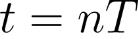 t = nT